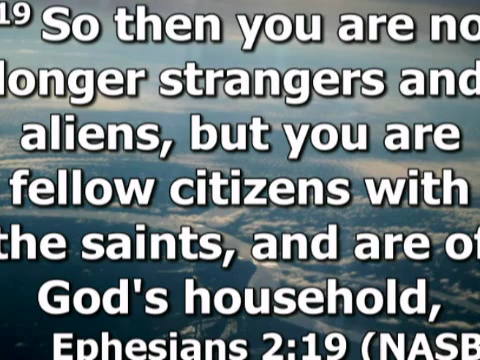 19 So then you are no
longer strangers and
aliens, but you are
fellow citizens with
the saints, and are of
God's household,
Ephesians 2:19 (NASB